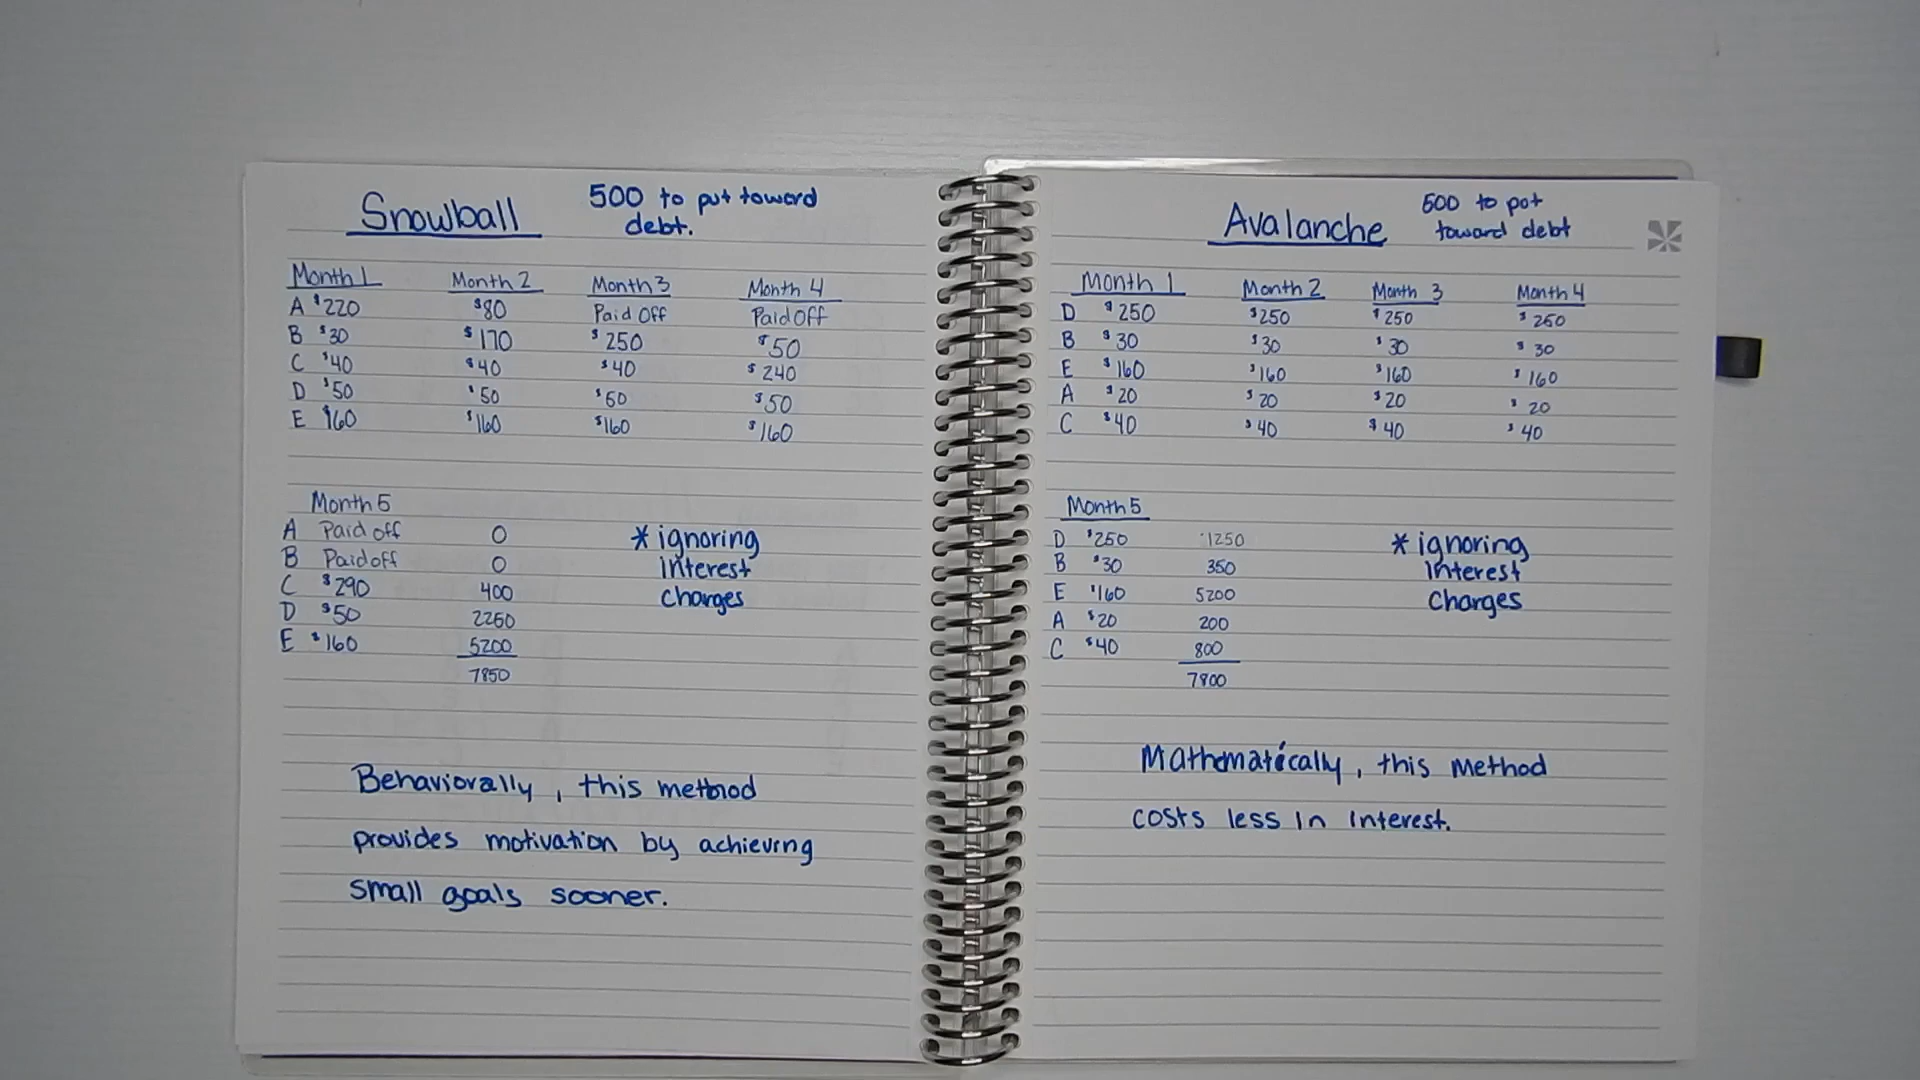 Snowball
500 to put toward
debt.
Month 1 Month 2 Month 3 Month 4
A $220 $80 Paid Off Paid Off
B $30 $170 $250 $50
C $40 $40 $40 $240
D $50 $50 $50 $50
E $160 $160 $160 $160
Month 5
A Paid off 0
B Paid off 0
C $290 400
D $50 2250
E $160 5200
7850
* ignoring
interest
charges
Behaviorally, this method
provides motivation by achieving
small goals sooner.
Avalanche
500 to put
toward debt
Month 1 Month 2 Month 3 Month 4
D $250 $250 $250 $250
B $30 $30 $30 $30
E $160 $160 $160 $160
A $20 $20 $20 $20
C $40 $40 $40 $40
Month 5
D $250 1250
B $30 350
E $160 5200
A $20 200
C $40 800
7800
* ignoring
interest
charges
Mathematically, this method
costs less in interest.